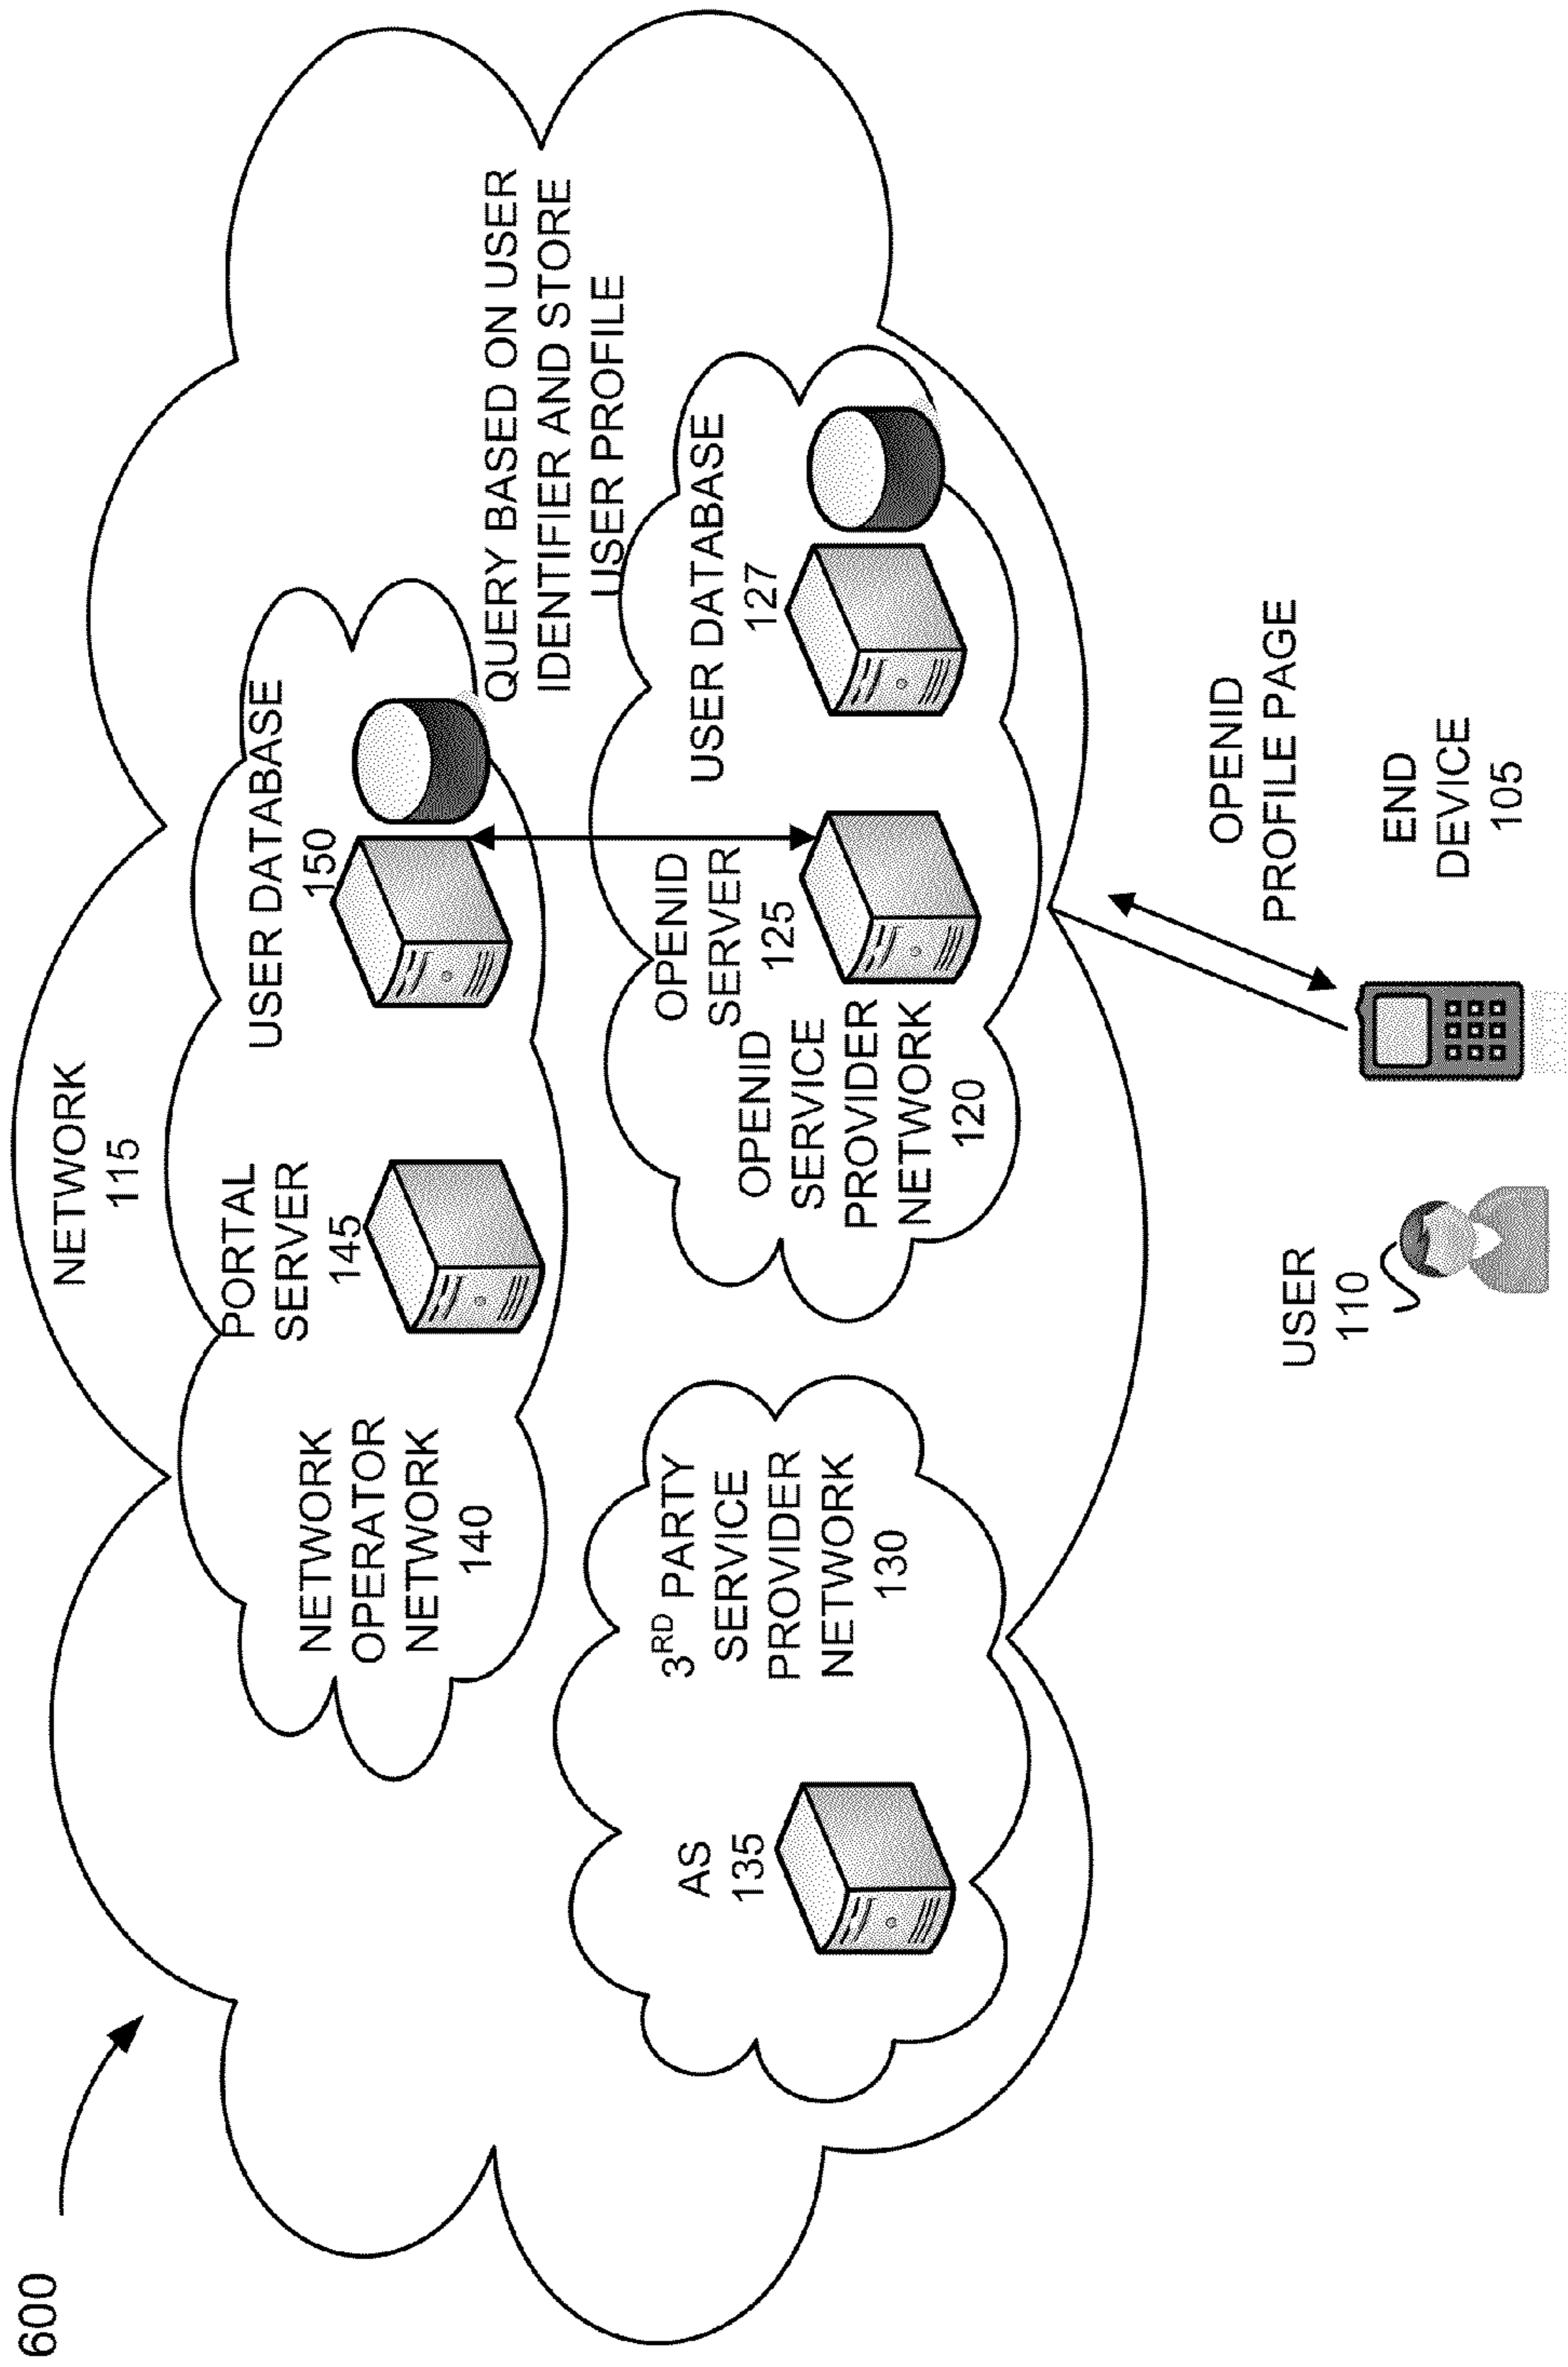 600
NETWORK
115
NETWORK
OPERATOR
NETWORK
140
PORTAL
SERVER
145
USER DATABASE
150
QUERY BASED ON USER
IDENTIFIER AND STORE
USER PROFILE
AS
135
3RD PARTY
SERVICE
PROVIDER
NETWORK
130
OPENID
SERVICE
PROVIDER
NETWORK
120
OPENID
SERVER
125
USER DATABASE
127
USER
110
OPENID
PROFILE PAGE
END
DEVICE
105